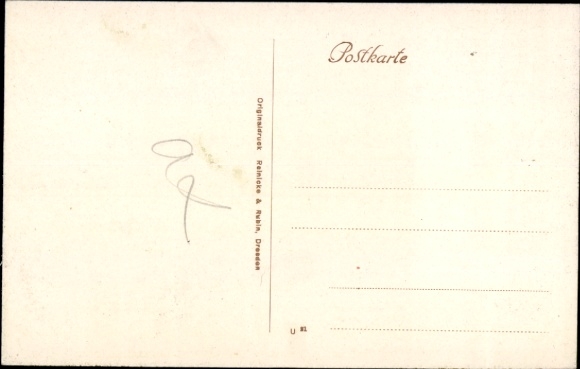 Postkarte
Originaldruck Reinicke & Rubin, Dresden
U 81